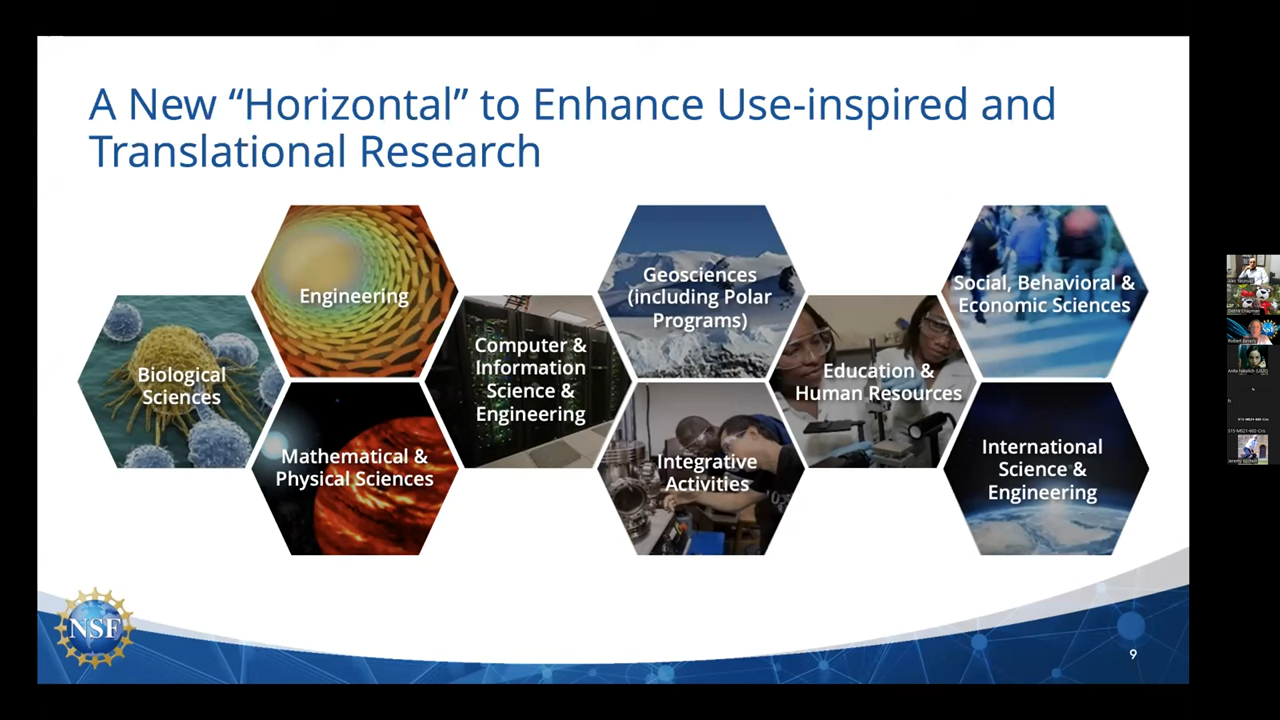 A New “Horizontal” to Enhance Use-inspired and
Translational Research
Engineering
Geosciences
(including Polar
Programs)
Social, Behavioral &
Economic Sciences
Biological
Sciences
Computer &
Information
Science &
Engineering
Education &
Human Resources
Mathematical &
Physical Sciences
Integrative
Activities
International
Science &
Engineering
NSF
9